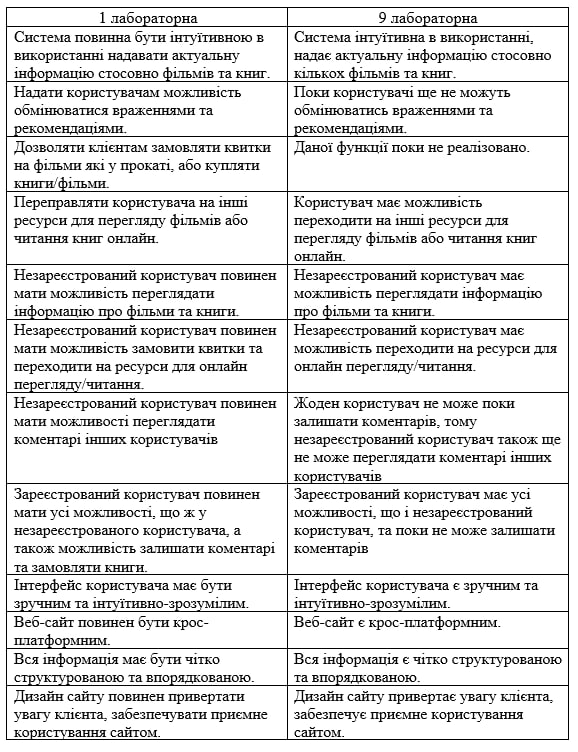 1 лабораторна
9 лабораторна
Система повинна бути інтуїтивною в
використанні надавати актуальну
інформацію стосовно фільмів та книг.
Система інтуїтивна в використанні,
надає актуальну інформацію стосовно
кількох фільмів та книг.
Надати користувачам можливість
обмінюватися враженнями та
рекомендаціями.
Поки користувачі ще не можуть
обмінюватись враженнями та
рекомендаціями.
Дозволяти клієнтам замовляти квитки
на фільми які у прокаті, або купляти
книги/фільми.
Даної функції поки не реалізовано.
Переправляти користувача на інші
ресурси для перегляду фільмів або
читання книг онлайн.
Користувач має можливість
переходити на інші ресурси для
перегляду фільмів або читання книг
онлайн.
Незареєстрований користувач повинен
мати можливість переглядати
інформацію про фільми та книги.
Незареєстрований користувач має
можливість переглядати інформацію
про фільми та книги.
Незареєстрований користувач повинен
мати можливість замовити квитки та
переходити на ресурси для онлайн
перегляду/читання.
Незареєстрований користувач має
можливість переходити на ресурси для
онлайн перегляду/читання.
Незареєстрований користувач повинен
мати можливості переглядати
коментарі інших користувачів
Жоден користувач не може поки
залишати коментарів, тому
незареєстрований користувач також ще
не може переглядати коментарі інших
користувачів
Зареєстрований користувач повинен
мати усі можливості, що ж у
незареєстрованого користувача, а
також можливість залишати коментарі
та замовляти книги.
Зареєстрований користувач має усі
можливості, що і незареєстрований
користувач, та поки не може залишати
коментарів
Інтерфейс користувача має бути
зручним та інтуїтивно-зрозумілим.
Інтерфейс користувача є зручним та
інтуїтивно-зрозумілим.
Веб-сайт повинен бути крос-
платформним.
Веб-сайт є крос-платформним.
Вся інформація має бути чітко
структурованою та впорядкованою.
Вся інформація є чітко структурованою
та впорядкованою.
Дизайн сайту повинен привертати
увагу клієнта, забезпечувати приємне
користування сайтом.
Дизайн сайту привертає увагу клієнта,
забезпечує приємне користування
сайтом.